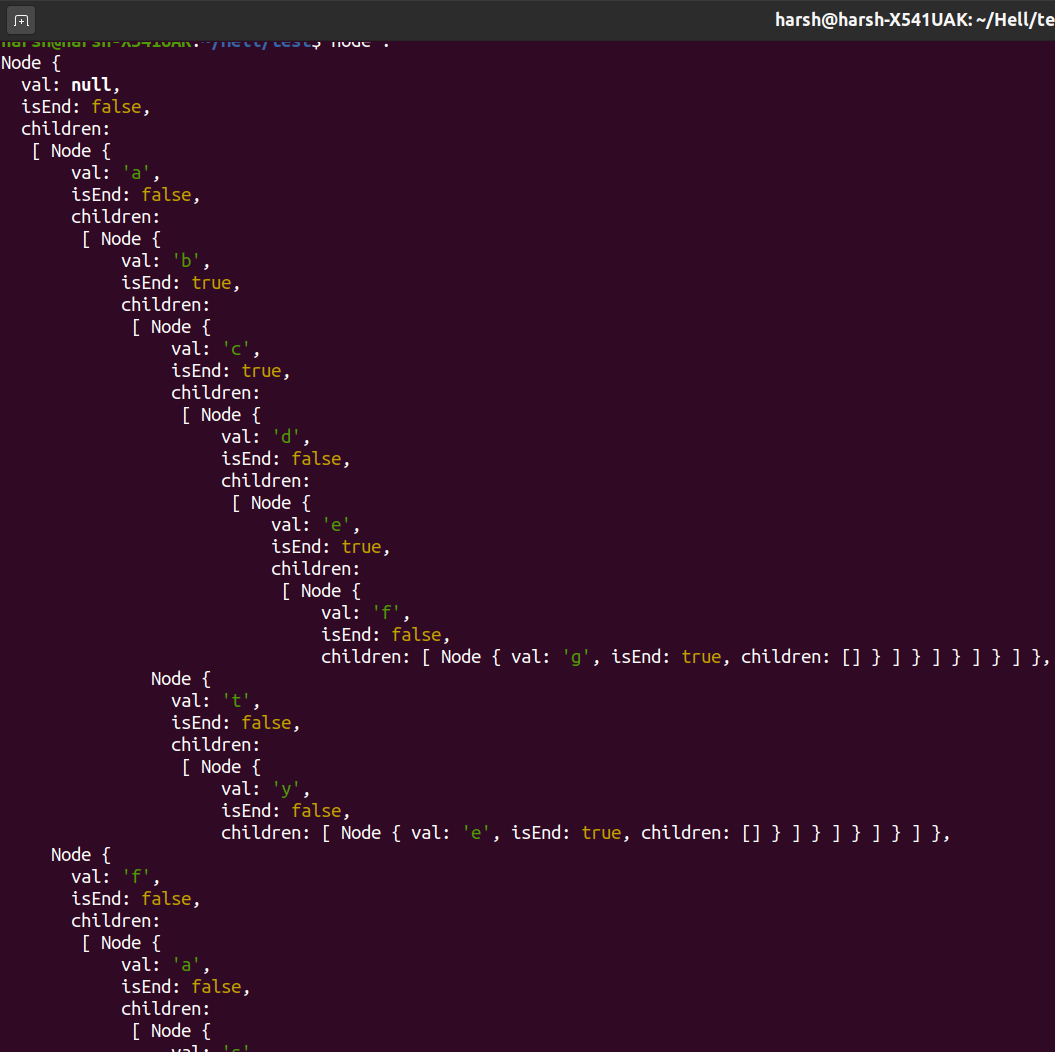 harsh@harsh-X541UAK: ~/Hell/te
harsh@harsh-X541UAK:~/Hell/test$ node .
Node {
  val: null,
  isEnd: false,
  children:
   [ Node {
       val: 'a',
       isEnd: false,
       children:
        [ Node {
            val: 'b',
            isEnd: true,
            children:
             [ Node {
                 val: 'c',
                 isEnd: true,
                 children:
                  [ Node {
                      val: 'd',
                      isEnd: false,
                      children:
                       [ Node {
                           val: 'e',
                           isEnd: true,
                           children:
                            [ Node {
                                val: 'f',
                                isEnd: false,
                                children: [ Node { val: 'g', isEnd: true, children: [] } ] } ] } ] } ] },
               Node {
                 val: 't',
                 isEnd: false,
                 children:
                  [ Node {
                      val: 'y',
                      isEnd: false,
                      children: [ Node { val: 'e', isEnd: true, children: [] } ] } ] } ] } ] },
     Node {
       val: 'f',
       isEnd: false,
       children:
        [ Node {
            val: 'a',
            isEnd: false,
            children:
             [ Node {
                 val: